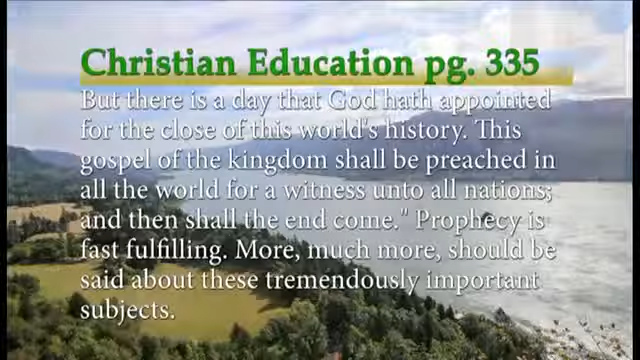 Christian Education pg. 335
But there is a day that God hath appointed
for the close of this world's history. This
gospel of the kingdom shall be preached in
all the world for a witness unto all nations;
and then shall the end come." Prophecy is
fast fulfilling. More, much more, should be
said about these tremendously important
subjects.